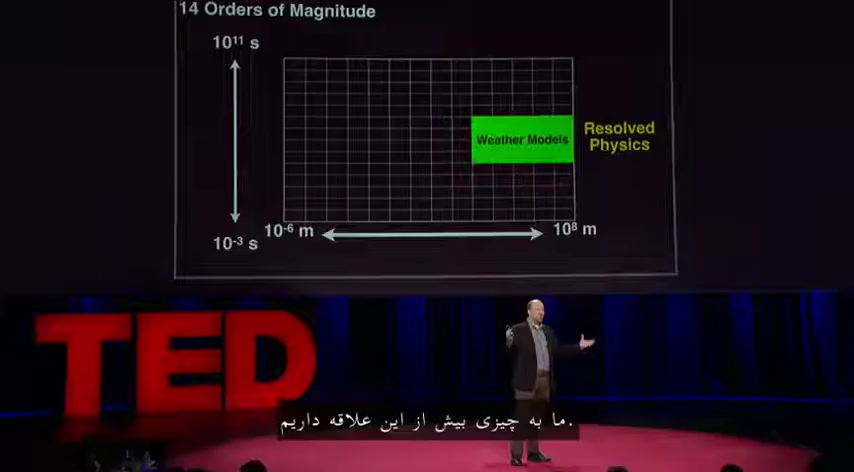 14 Orders of Magnitude
10¹¹ s
Weather Models
Resolved
Physics
10⁻⁶ m
10⁸ m
10⁻³ s
TED
ما به چیزی بیش از این علاقه داریم.